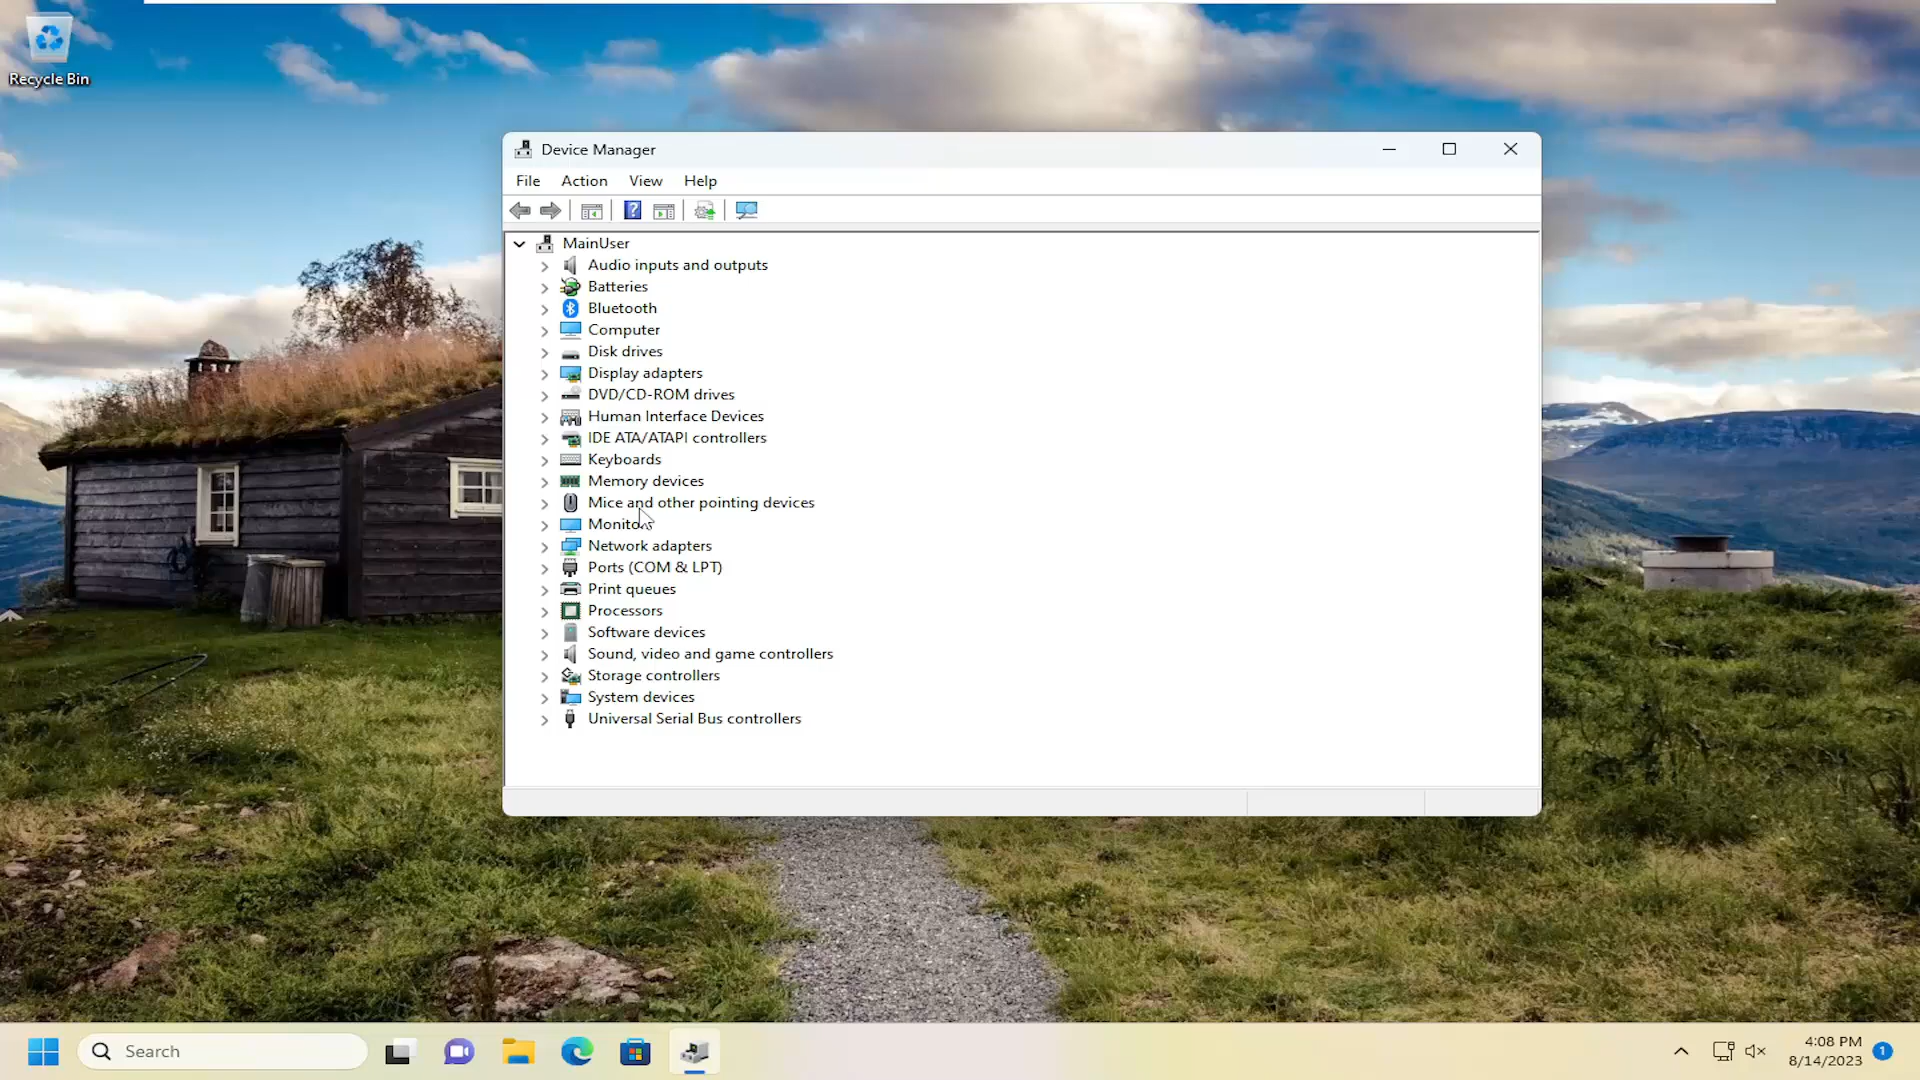 Recycle Bin
Device Manager
File Action View Help
MainUser
Audio inputs and outputs
Batteries
Bluetooth
Computer
Disk drives
Display adapters
DVD/CD-ROM drives
Human Interface Devices
IDE ATA/ATAPI controllers
Keyboards
Memory devices
Mice and other pointing devices
Monitors
Network adapters
Ports (COM & LPT)
Print queues
Processors
Software devices
Sound, video and game controllers
Storage controllers
System devices
Universal Serial Bus controllers
Search
4:08 PM
8/14/2023
1